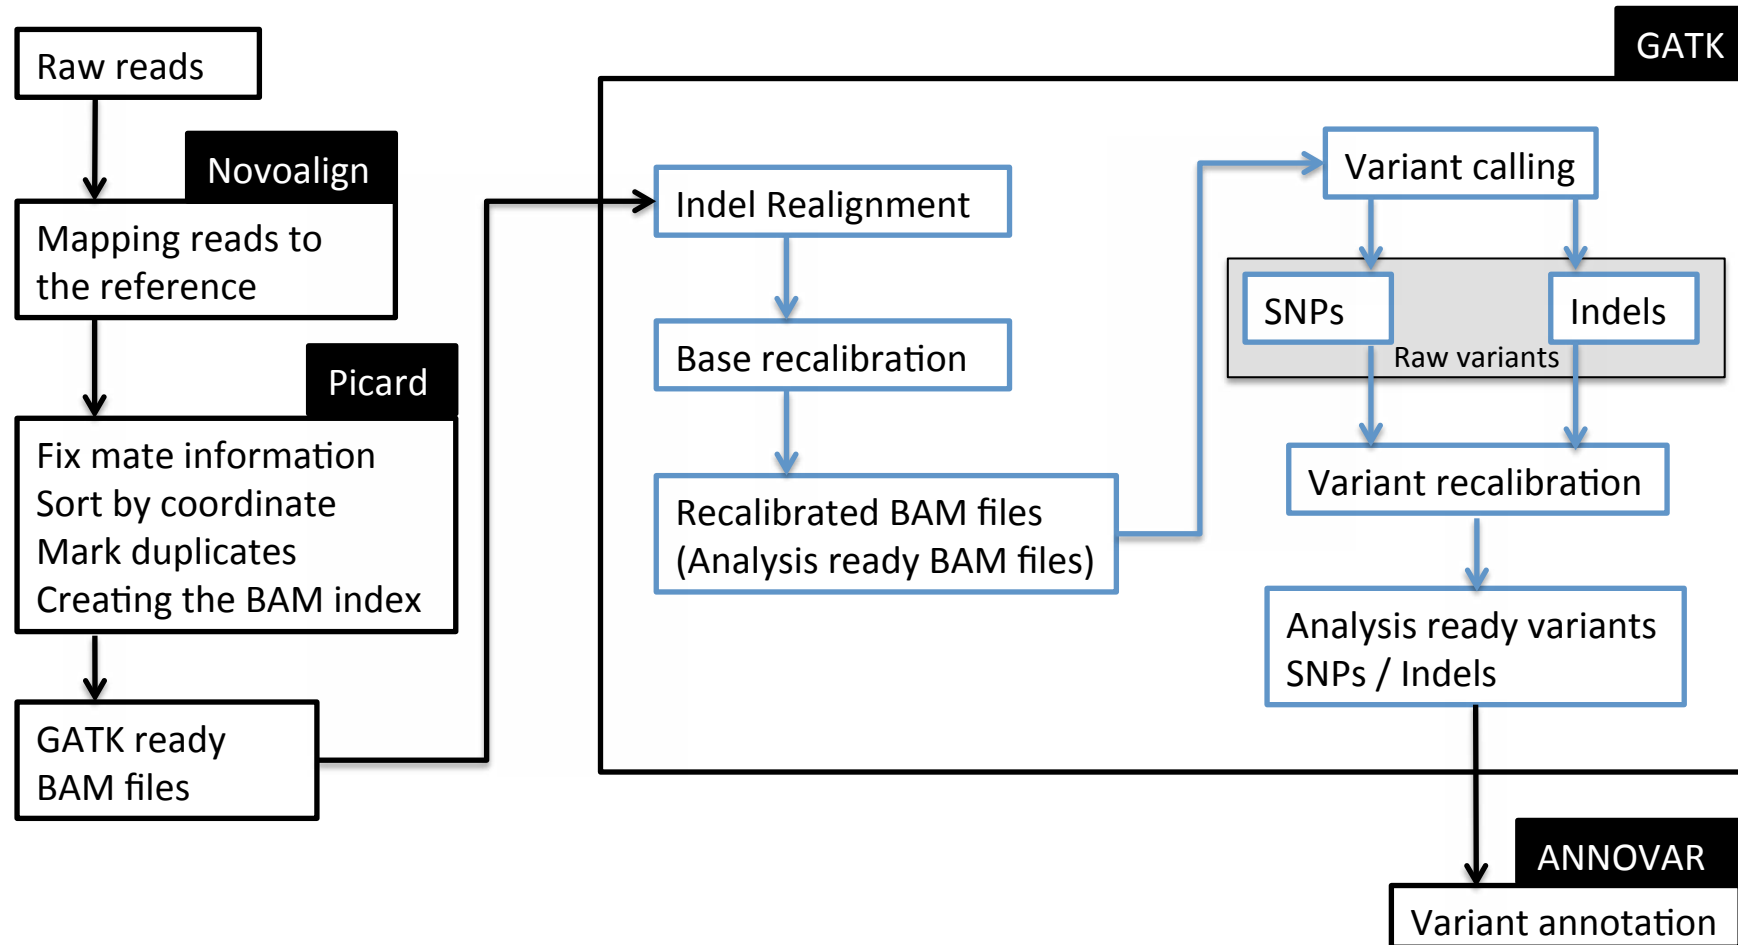 Raw reads
Novoalign
Mapping reads to
the reference
Picard
Fix mate information
Sort by coordinate
Mark duplicates
Creating the BAM index
GATK ready
BAM files
GATK
Indel Realignment
Base recalibration
Recalibrated BAM files
(Analysis ready BAM files)
Variant calling
SNPs
Indels
Raw variants
Variant recalibration
Analysis ready variants
SNPs / Indels
ANNOVAR
Variant annotation